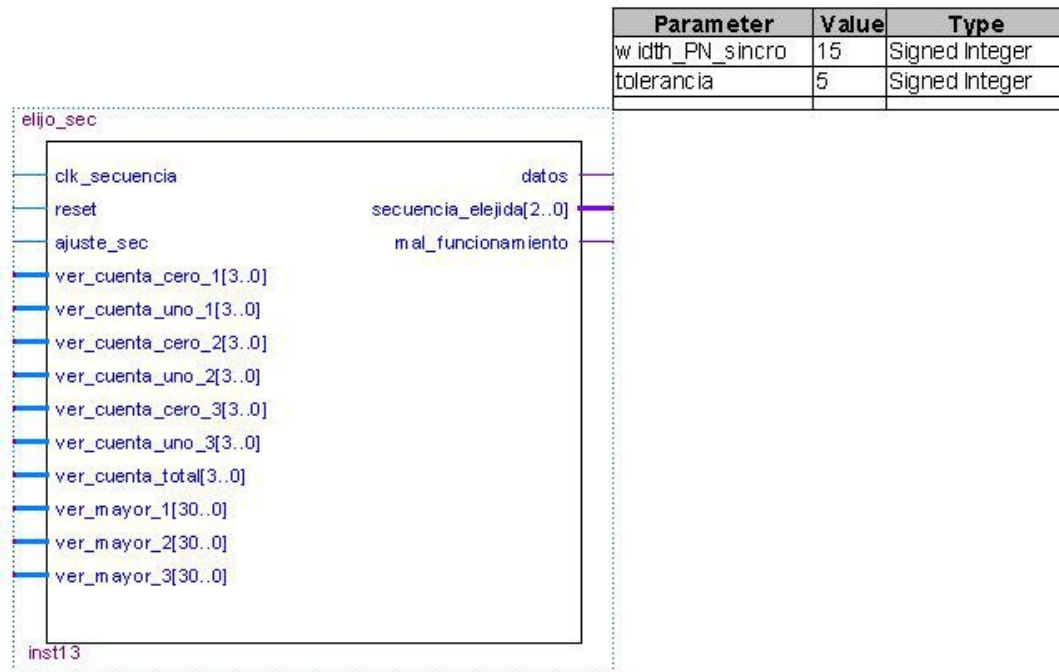 Parameter Value Type
width_PN_sincro 15 Signed Integer
tolerancia 5 Signed Integer
elijo_sec
clk_secuencia datos
reset secuencia_elejida[2..0]
ajuste_sec mal_funcionamiento
ver_cuenta_cero_1[3..0]
ver_cuenta_uno_1[3..0]
ver_cuenta_cero_2[3..0]
ver_cuenta_uno_2[3..0]
ver_cuenta_cero_3[3..0]
ver_cuenta_uno_3[3..0]
ver_cuenta_total[3..0]
ver_mayor_1[30..0]
ver_mayor_2[30..0]
ver_mayor_3[30..0]
inst13